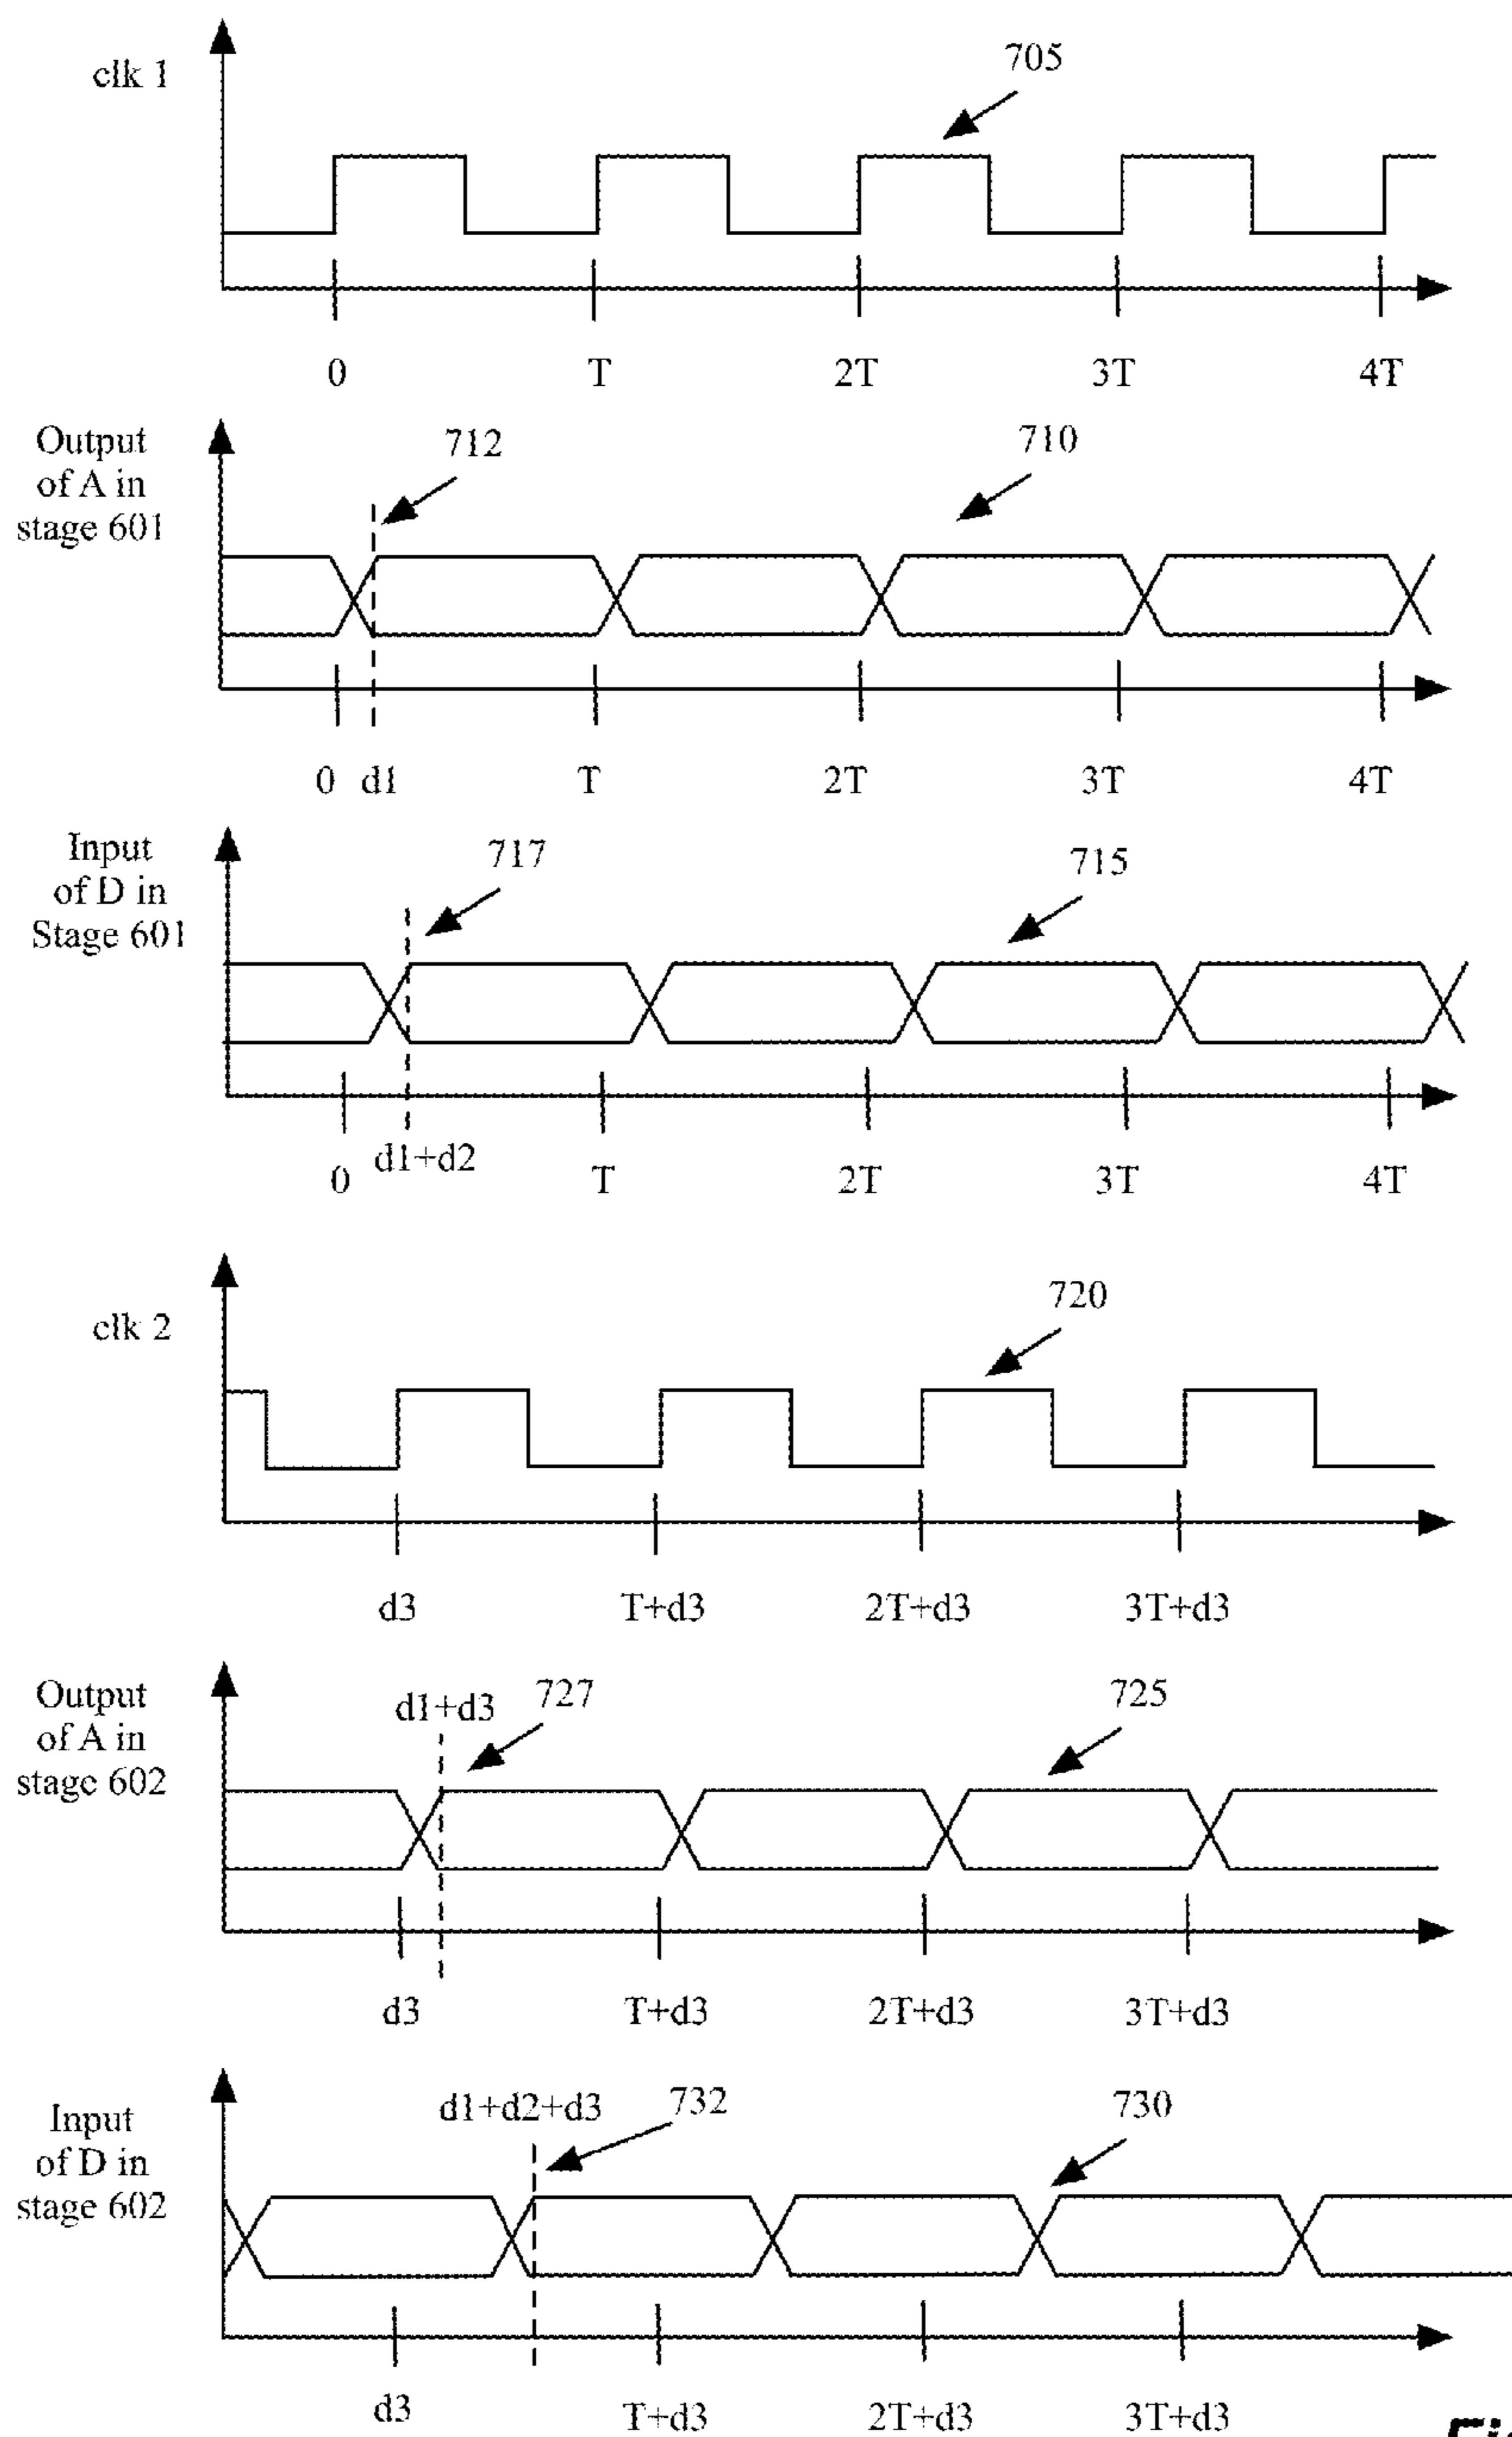 705
clk 1
0 T 2T 3T 4T
Output
of A in
stage 601
712
710
0 d1 T 2T 3T 4T
Input
of D in
Stage 601
717
715
0 d1+d2 T 2T 3T 4T
720
clk 2
d3 T+d3 2T+d3 3T+d3
Output
of A in
stage 602
d1+d3
727
725
d3 T+d3 2T+d3 3T+d3
Input
of D in
stage 602
d1+d2+d3
732
730
d3 T+d3 2T+d3 3T+d3